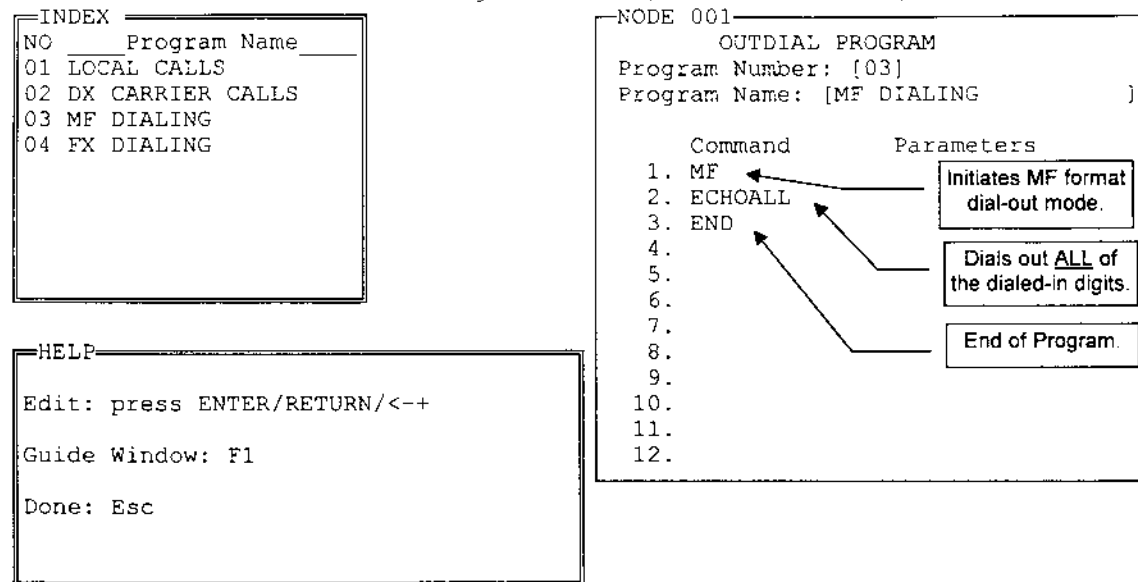 INDEX
NO     Program Name
01 LOCAL CALLS
02 DX CARRIER CALLS
03 MF DIALING
04 FX DIALING
NODE 001
OUTDIAL PROGRAM
Program Number: [03]
Program Name: [MF DIALING ]
Command Parameters
1. MF
2. ECHOALL
3. END
4.
5.
6.
7.
8.
9.
10.
11.
12.
Initiates MF format
dial-out mode.
Dials out ALL of
the dialed-in digits.
End of Program.
HELP
Edit: press ENTER/RETURN/<-+
Guide Window: F1
Done: Esc